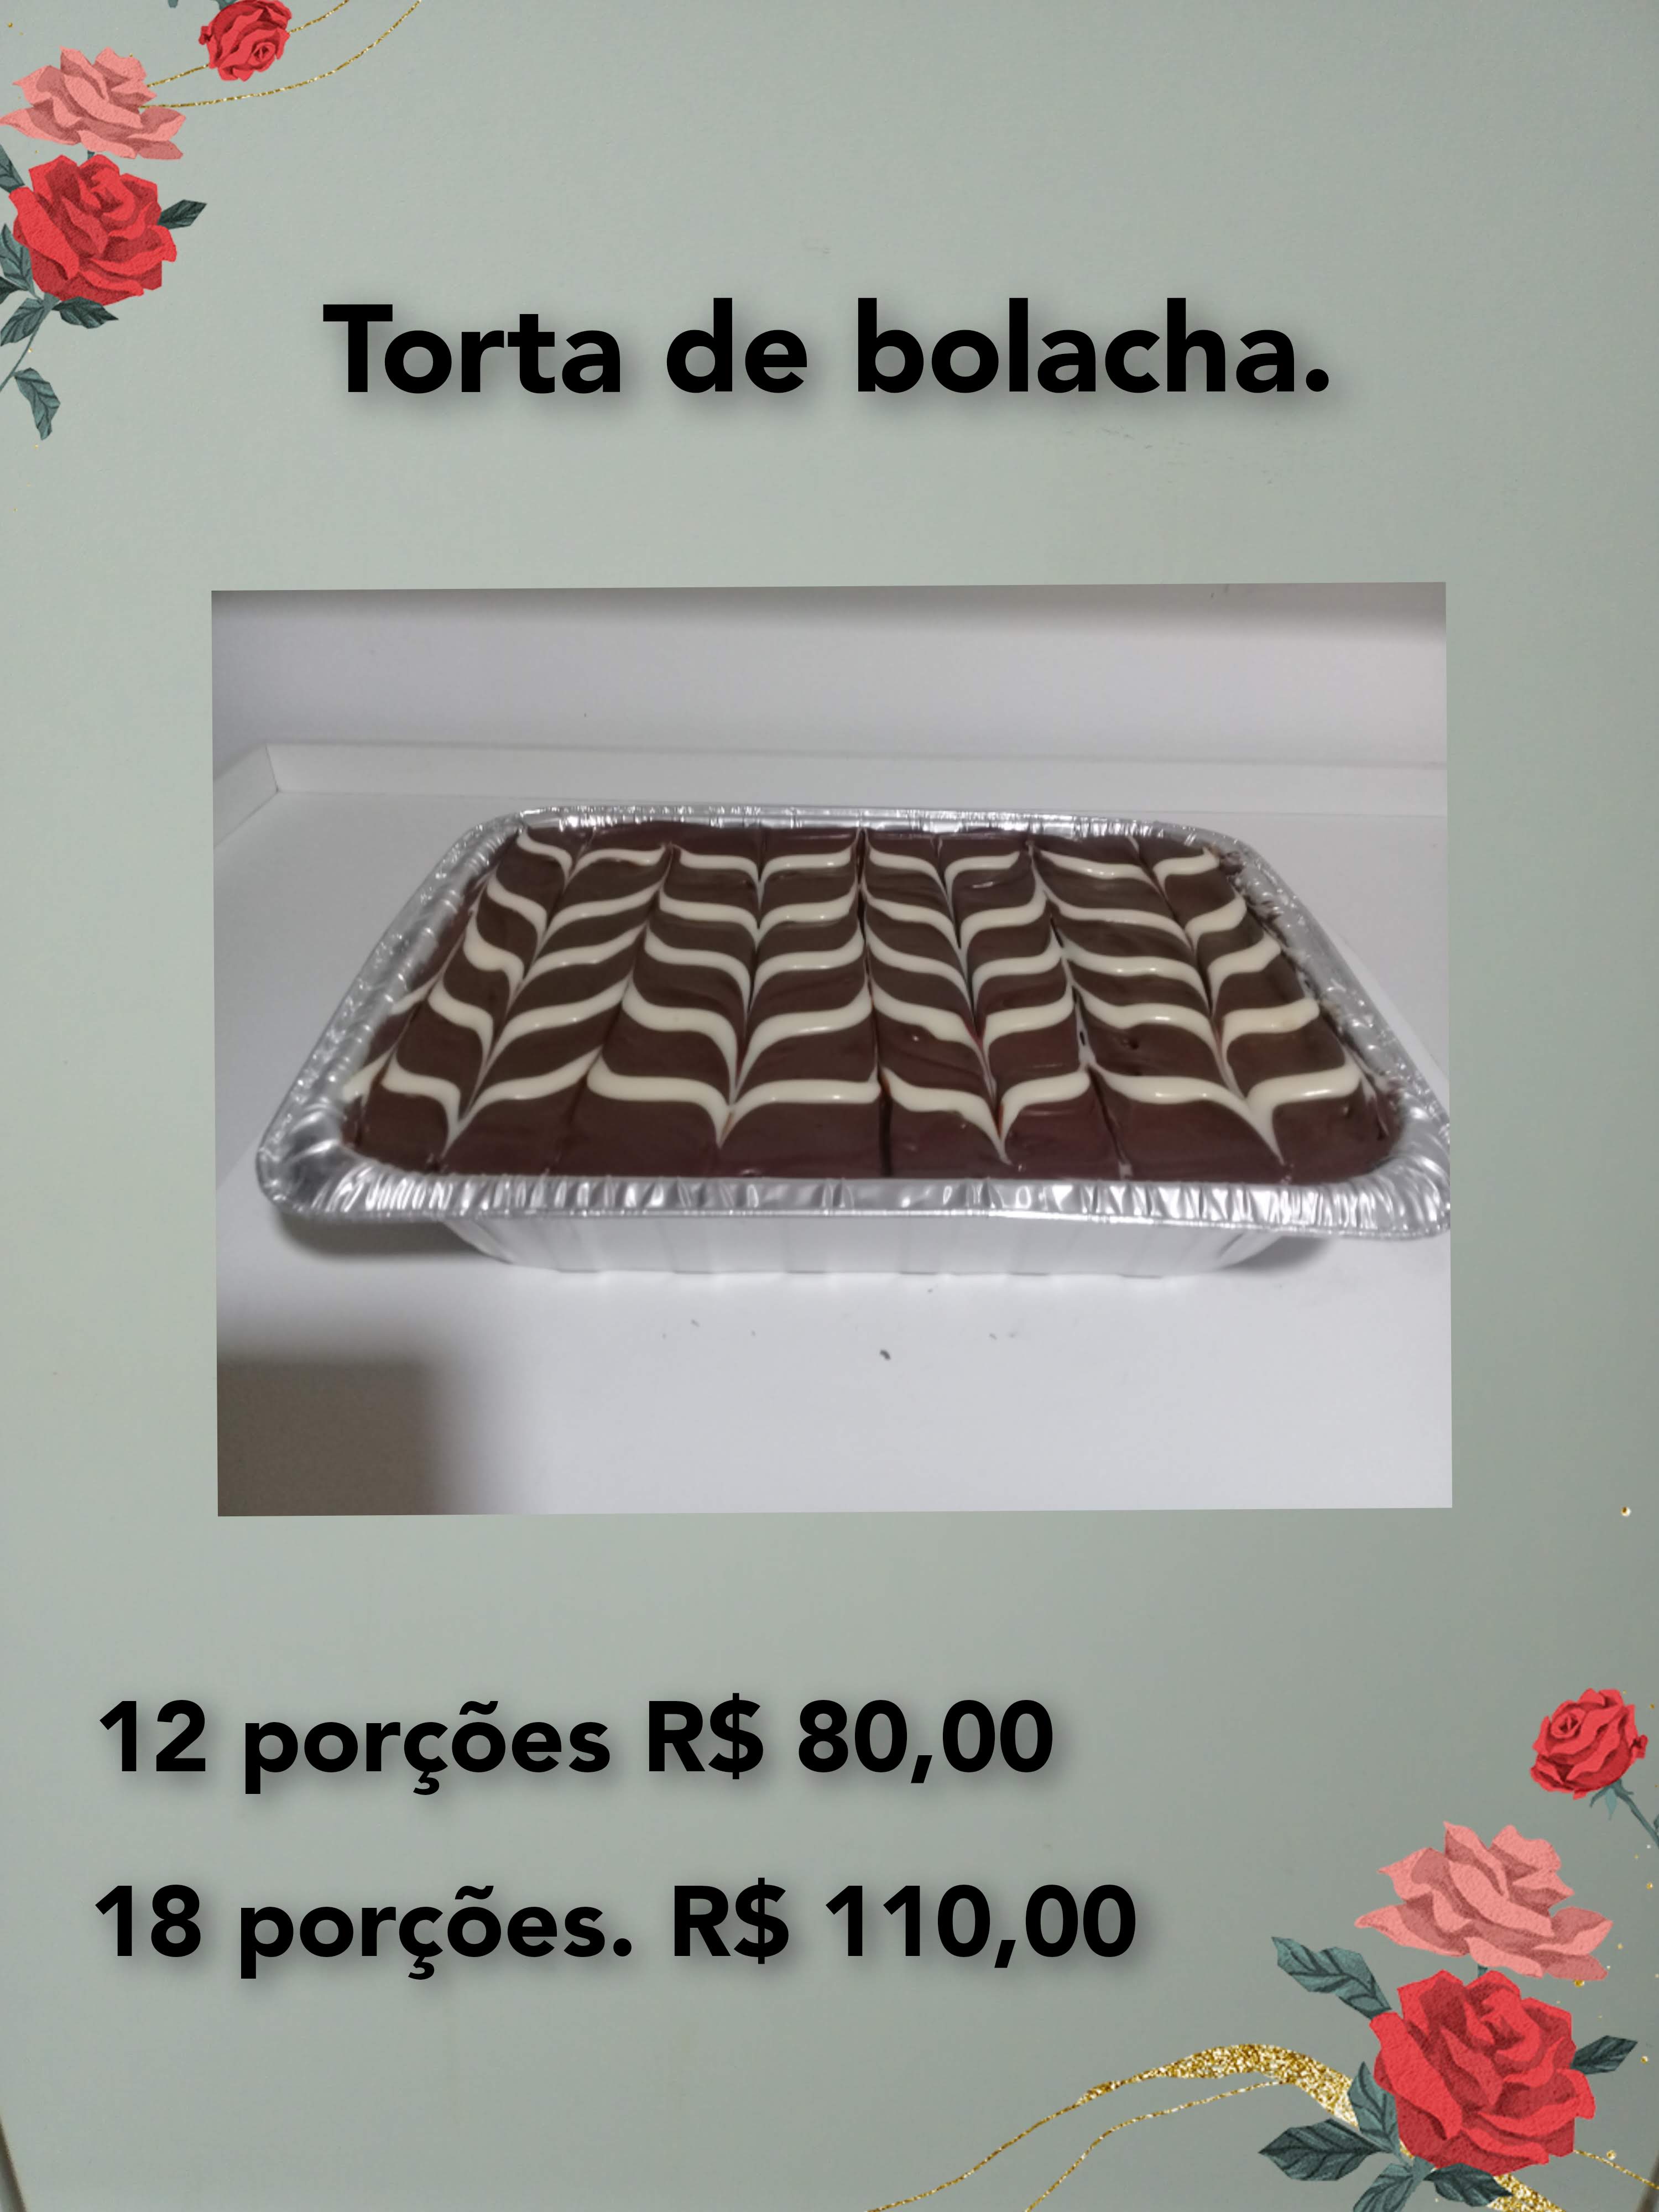 Torta de bolacha.
12 porções R$ 80,00
18 porções. R$ 110,00